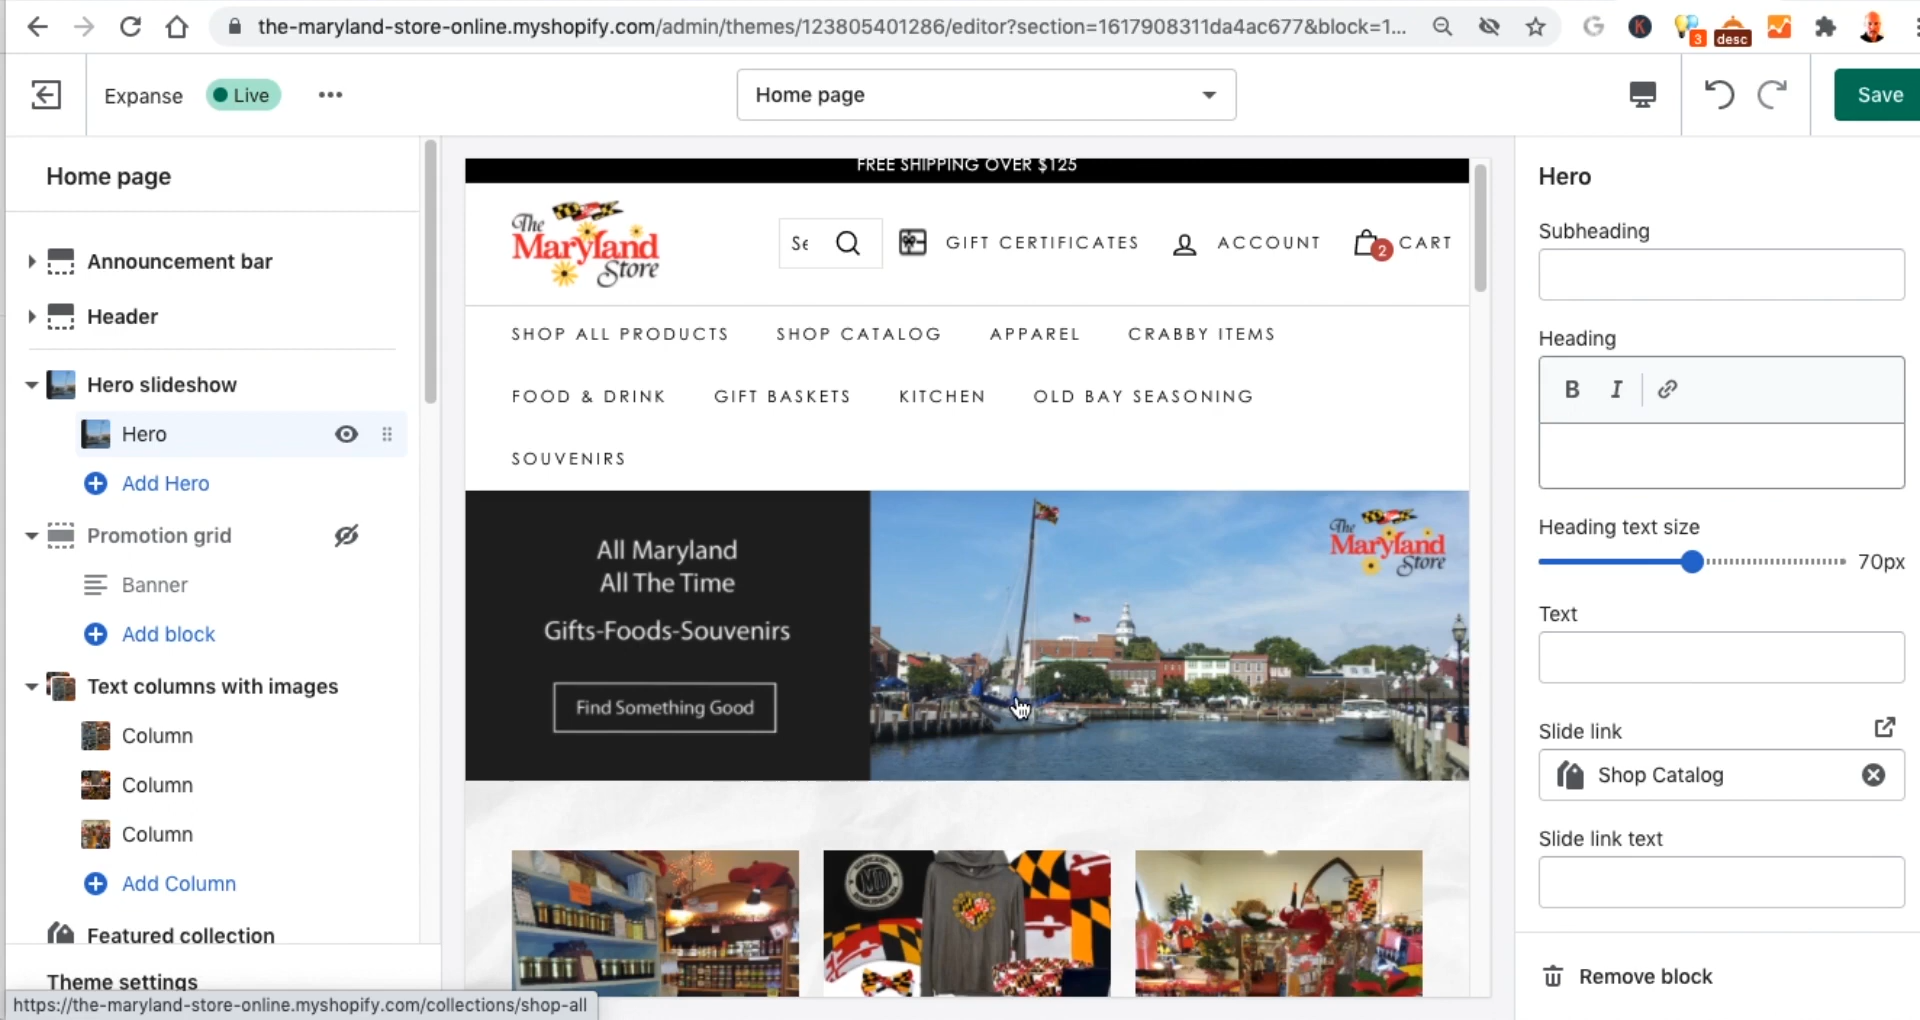 the-maryland-store-online.myshopify.com/admin/themes/123805401286/editor?section=1617908311da4ac677&block=1...
3
desc
Expanse
Live
Home page
Save
Home page
Announcement bar
Header
Hero slideshow
Hero
Add Hero
Promotion grid
Banner
Add block
Text columns with images
Column
Column
Column
Add Column
Featured collection
Theme settings
https://the-maryland-store-online.myshopify.com/collections/shop-all
FREE SHIPPING OVER $125
The
Maryland
Store
Se
GIFT CERTIFICATES
ACCOUNT
2
CART
SHOP ALL PRODUCTS
SHOP CATALOG
APPAREL
CRABBY ITEMS
FOOD & DRINK
GIFT BASKETS
KITCHEN
OLD BAY SEASONING
SOUVENIRS
All Maryland
All The Time
Gifts-Foods-Souvenirs
Find Something Good
The
Maryland
Store
MD
Hero
Subheading
Heading
B I
Heading text size
70px
Text
Slide link
Shop Catalog
Slide link text
Remove block